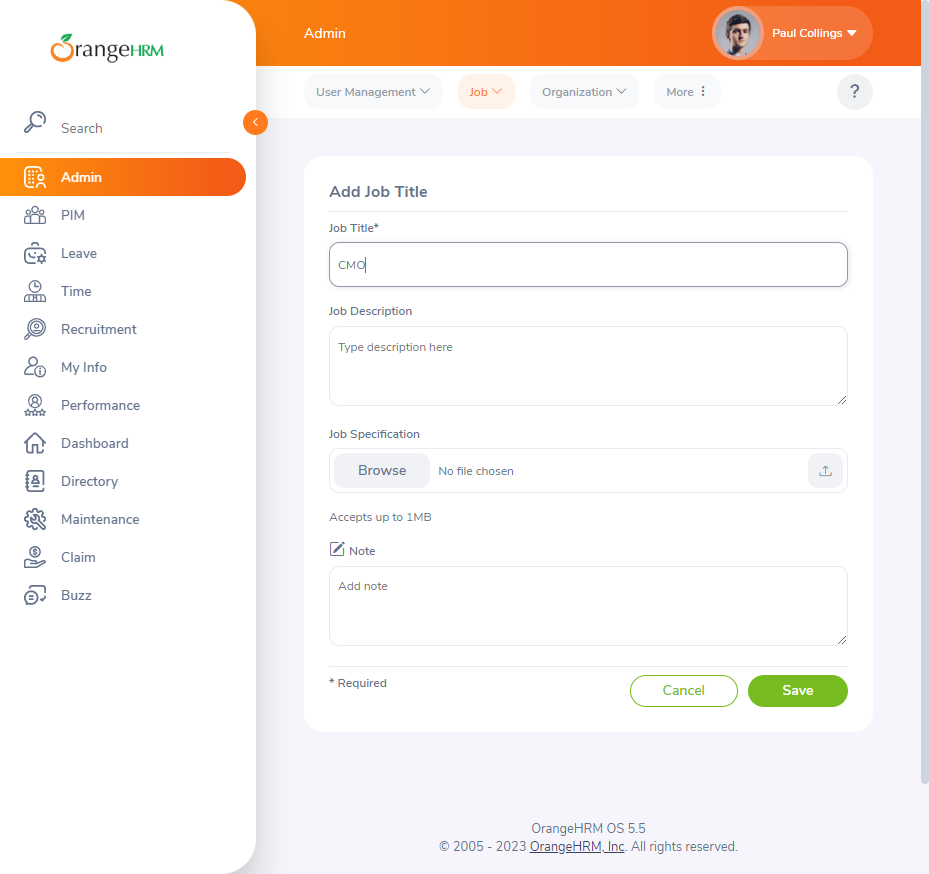 OrangeHRM
Admin
Paul Collings
User Management
Job
Organization
More
?
Search
Admin
PIM
Leave
Time
Recruitment
My Info
Performance
Dashboard
Directory
Maintenance
Claim
Buzz
Add Job Title
Job Title*
CMO
Job Description
Type description here
Job Specification
Browse No file chosen
Accepts up to 1MB
Note
Add note
* Required
Cancel
Save
OrangeHRM OS 5.5
© 2005 - 2023 OrangeHRM, Inc. All rights reserved.